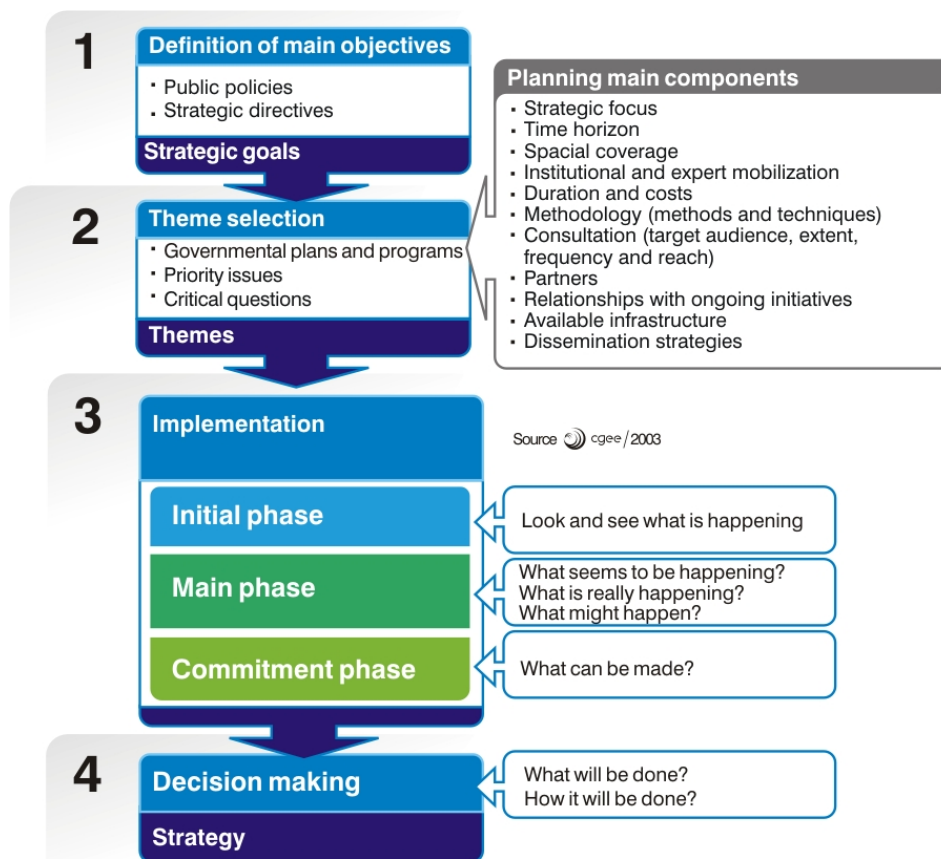 1
Definition of main objectives
· Public policies
· Strategic directives
Strategic goals
Planning main components
· Strategic focus
· Time horizon
· Spacial coverage
· Institutional and expert mobilization
· Duration and costs
· Methodology (methods and techniques)
· Consultation (target audience, extent,
frequency and reach)
· Partners
· Relationships with ongoing initiatives
· Available infrastructure
· Dissemination strategies
2
Theme selection
· Governmental plans and programs
· Priority issues
· Critical questions
Themes
3
Implementation
Source cgee/2003
Initial phase
Look and see what is happening
Main phase
What seems to be happening?
What is really happening?
What might happen?
Commitment phase
What can be made?
4
Decision making
What will be done?
How it will be done?
Strategy